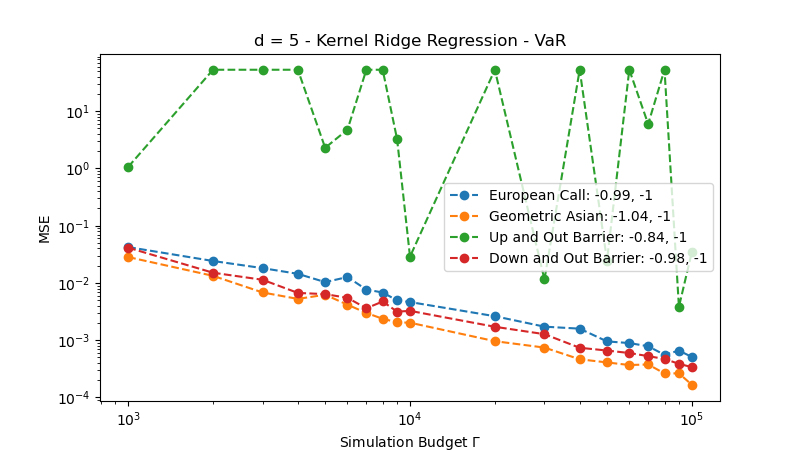 d = 5 - Kernel Ridge Regression - VaR
MSE
10¹
10⁰
10⁻¹
10⁻²
10⁻³
10⁻⁴
European Call: -0.99, -1
Geometric Asian: -1.04, -1
Up and Out Barrier: -0.84, -1
Down and Out Barrier: -0.98, -1
10³ 10⁴ 10⁵
Simulation Budget Γ